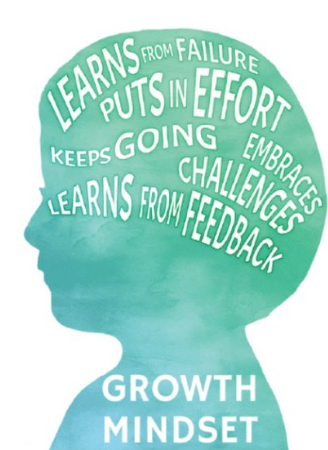 LEARNS FROM FAILURE
PUTS IN EFFORT
KEEPS GOING
EMBRACES
CHALLENGES
LEARNS FROM FEEDBACK
GROWTH
MINDSET